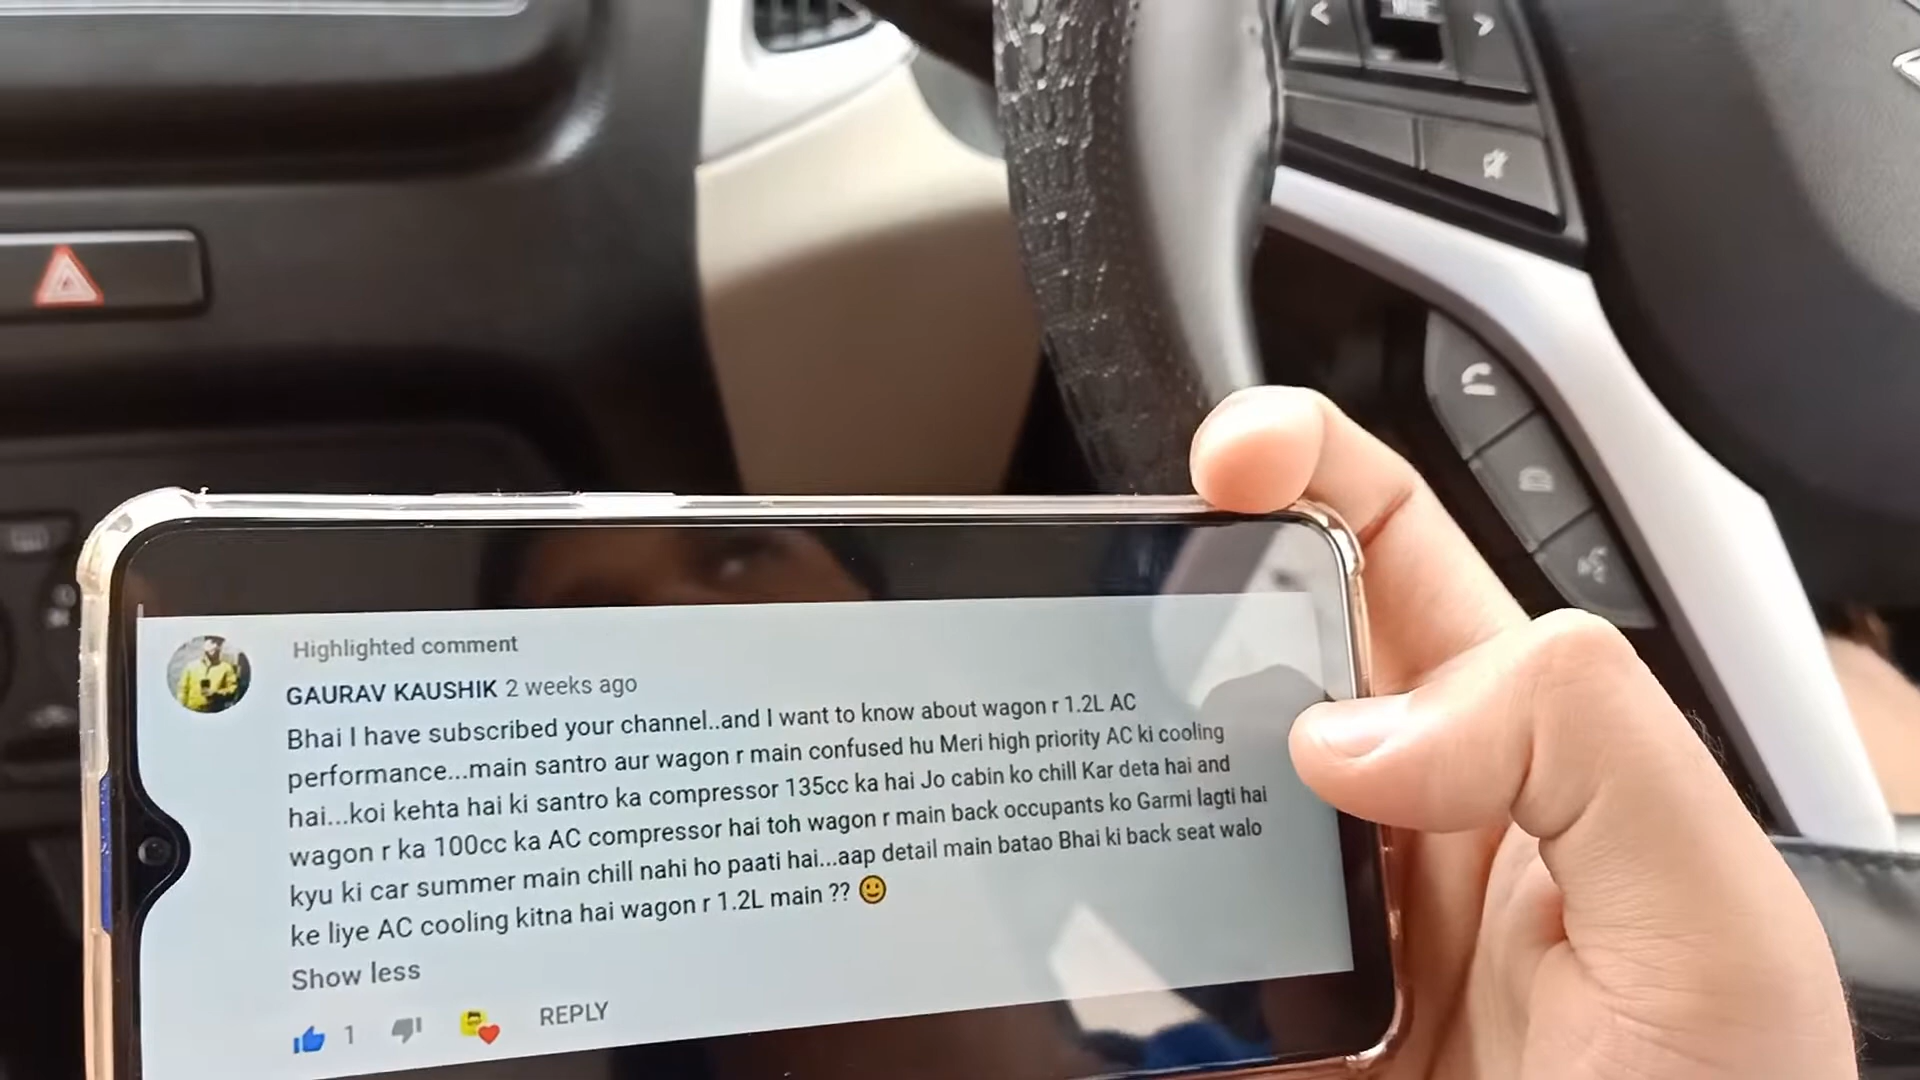 Highlighted comment
GAURAV KAUSHIK 2 weeks ago
Bhai I have subscribed your channel..and I want to know about wagon r 1.2L AC
performance...main santro aur wagon r main confused hu Meri high priority AC ki cooling
hai...koi kehta hai ki santro ka compressor 135cc ka hai Jo cabin ko chill Kar deta hai and
wagon r ka 100cc ka AC compressor hai toh wagon r main back occupants ko Garmi lagti hai
kyu ki car summer main chill nahi ho paati hai...aap detail main batao Bhai ki back seat walo
ke liye AC cooling kitna hai wagon r 1.2L main ?? 🙂
Show less
1 REPLY